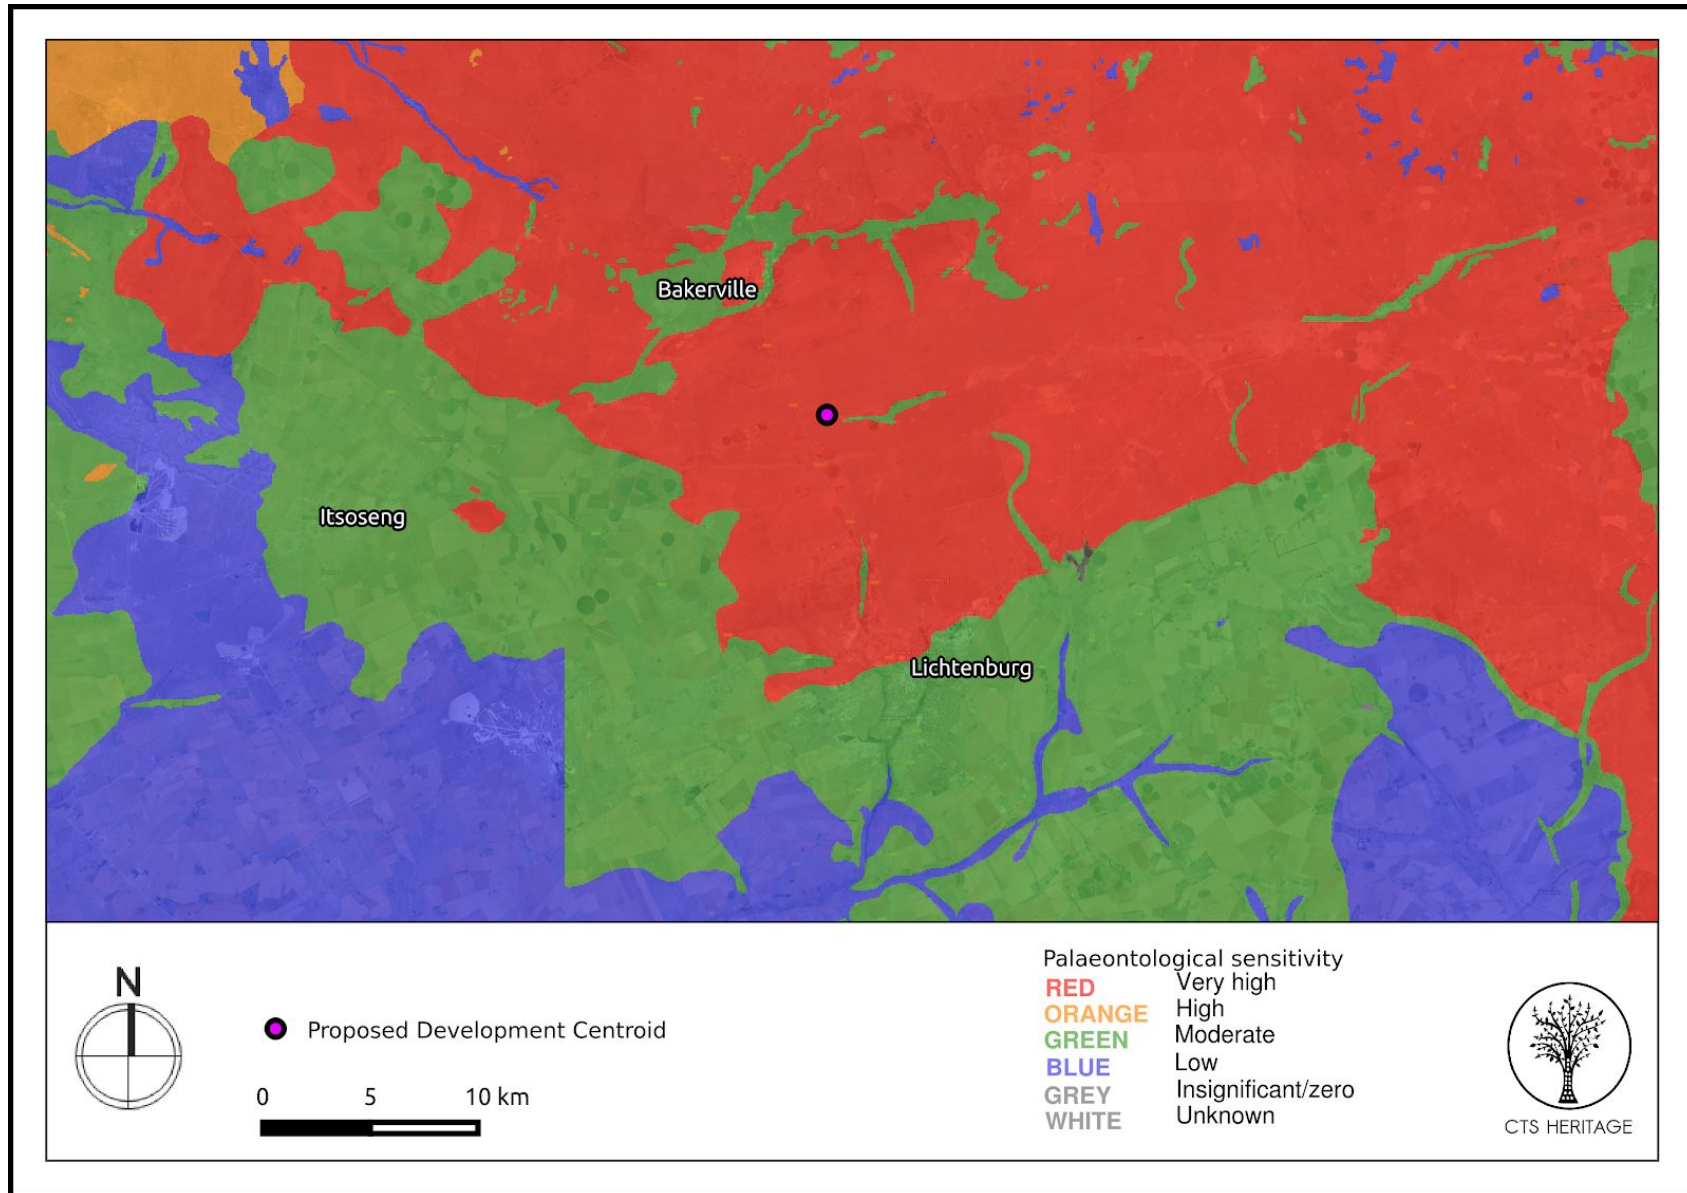 Bakerville
Itsoseng
Lichtenburg
N
Proposed Development Centroid
0 5 10 km
Palaeontological sensitivity
RED Very high
ORANGE High
GREEN Moderate
BLUE Low
GREY Insignificant/zero
WHITE Unknown
CTS HERITAGE